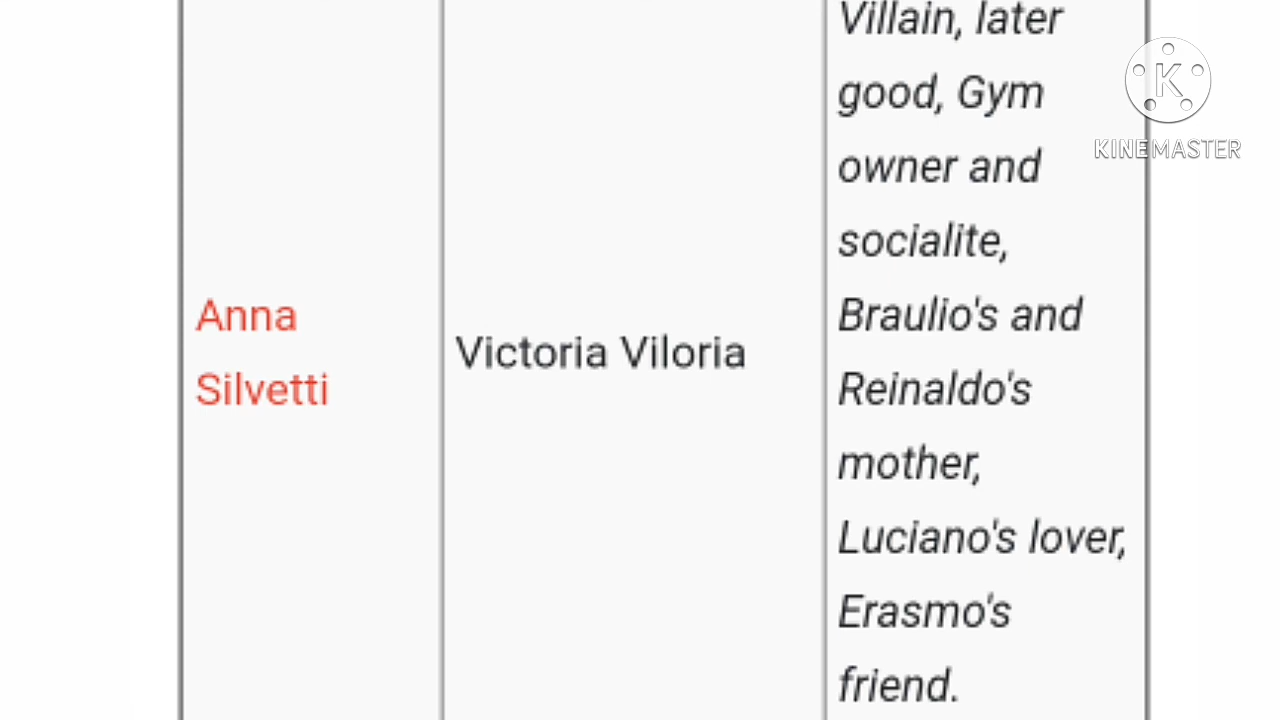 Anna
Silvetti
Victoria Viloria
Villain, later
good, Gym
owner and
socialite,
Braulio's and
Reinaldo's
mother,
Luciano's lover,
Erasmo's
friend.
K
KINEMASTER